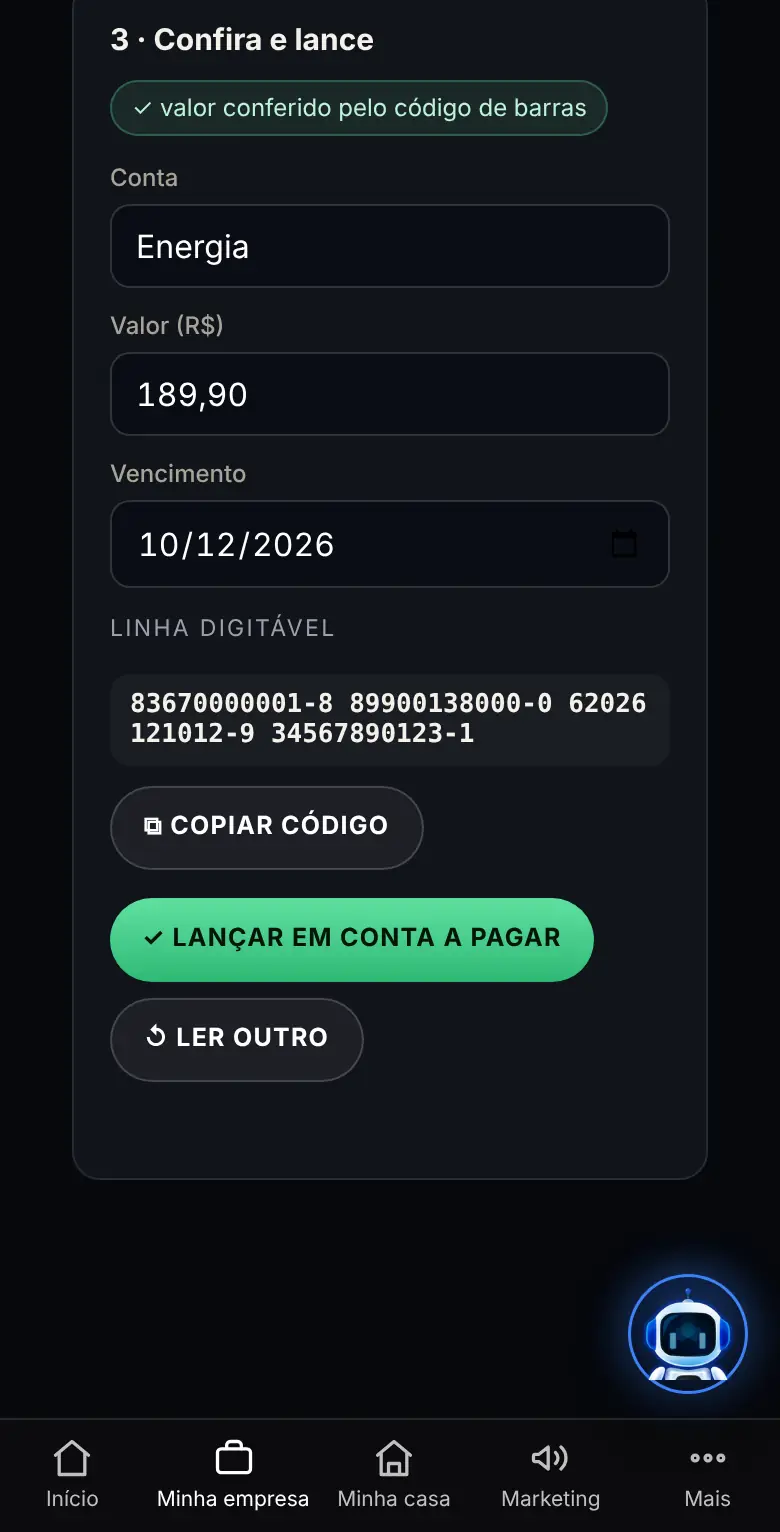 3 · Confira e lance
✓ valor conferido pelo código de barras
Conta
Energia
Valor (R$)
189,90
Vencimento
10/12/2026
LINHA DIGITÁVEL
83670000001-8 89900138000-0 62026
121012-9 34567890123-1
⧉ COPIAR CÓDIGO
✓ LANÇAR EM CONTA A PAGAR
↺ LER OUTRO
Início Minha empresa Minha casa Marketing Mais